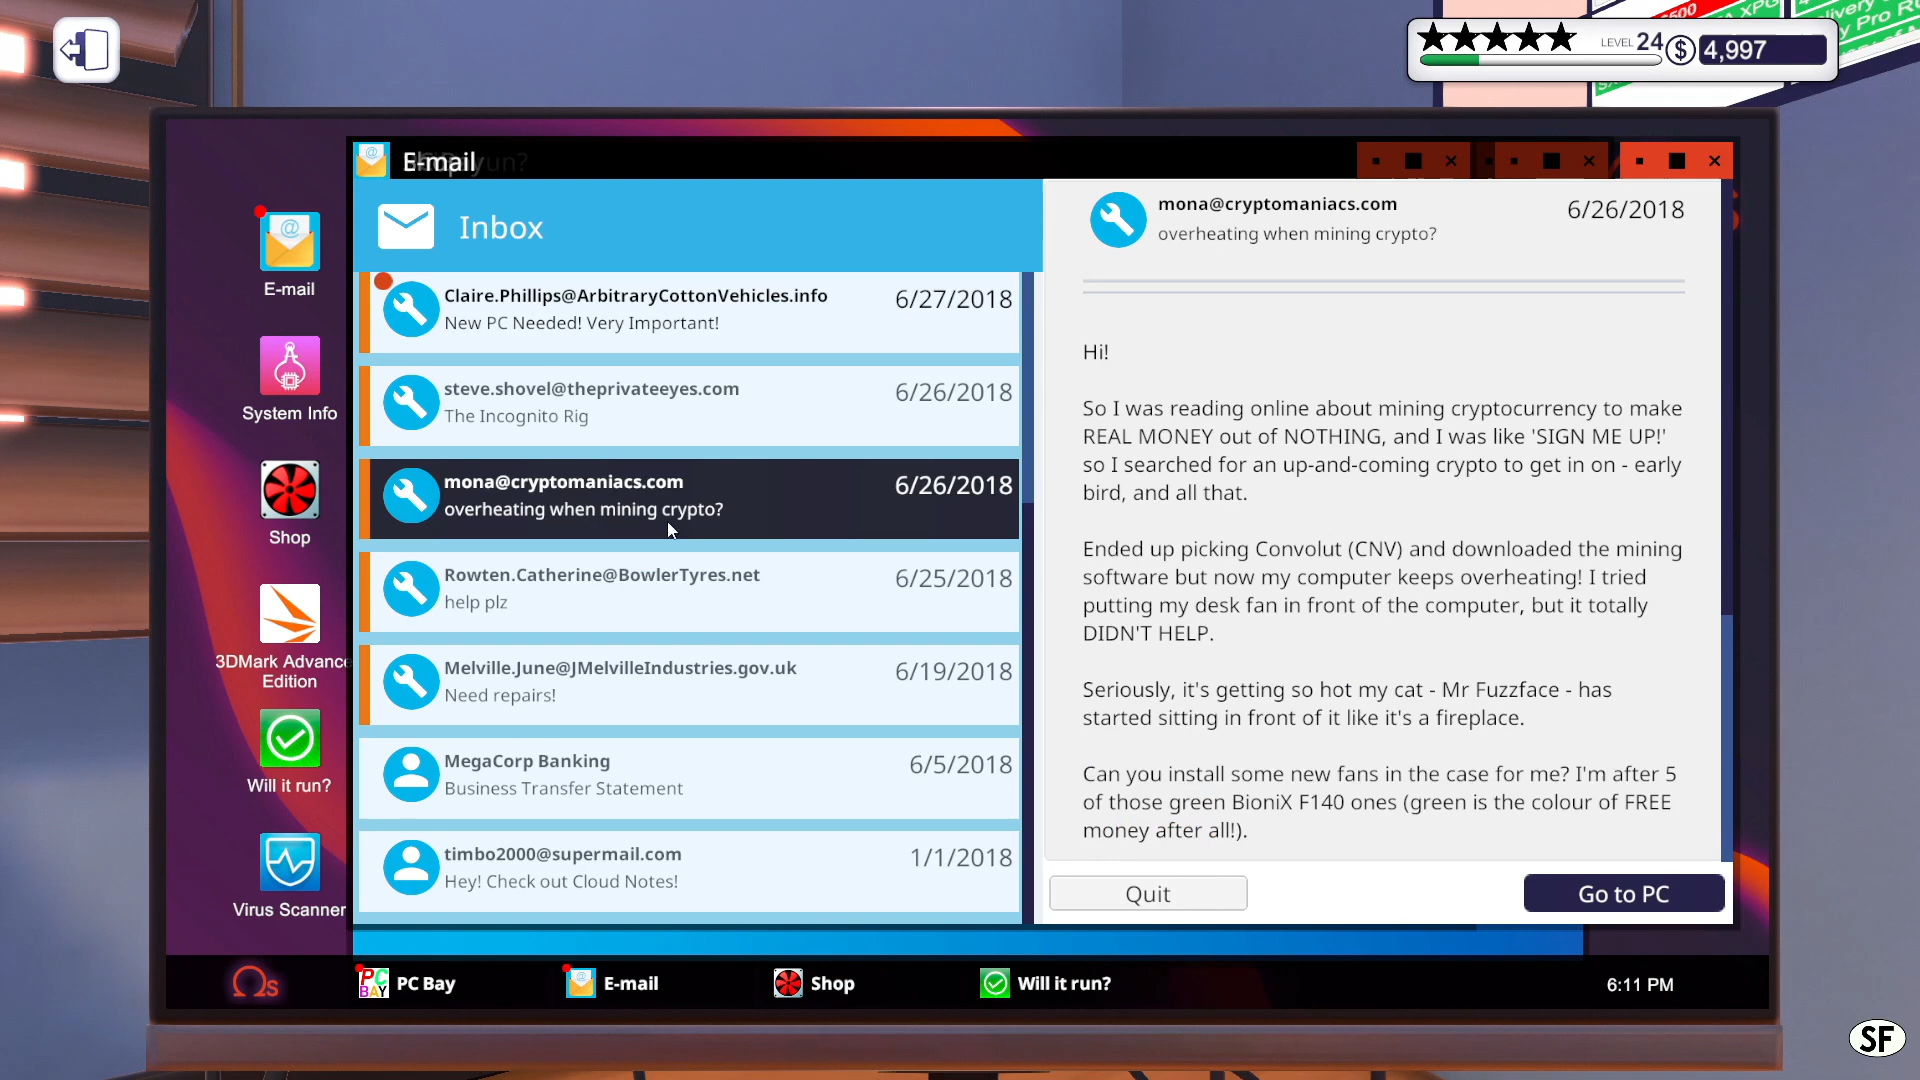 LEVEL 24
$ 4,997
E-mail
Inbox
Claire.Phillips@ArbitraryCottonVehicles.info
6/27/2018
New PC Needed! Very Important!
steve.shovel@theprivateeyes.com
6/26/2018
The Incognito Rig
mona@cryptomaniacs.com
6/26/2018
overheating when mining crypto?
Rowten.Catherine@BowlerTyres.net
6/25/2018
help plz
Melville.June@JMelvilleIndustries.gov.uk
6/19/2018
Need repairs!
MegaCorp Banking
6/5/2018
Business Transfer Statement
timbo2000@supermail.com
1/1/2018
Hey! Check out Cloud Notes!
mona@cryptomaniacs.com
6/26/2018
overheating when mining crypto?
Hi!
So I was reading online about mining cryptocurrency to make
REAL MONEY out of NOTHING, and I was like 'SIGN ME UP!'
so I searched for an up-and-coming crypto to get in on - early
bird, and all that.
Ended up picking Convolut (CNV) and downloaded the mining
software but now my computer keeps overheating! I tried
putting my desk fan in front of the computer, but it totally
DIDN'T HELP.
Seriously, it's getting so hot my cat - Mr Fuzzface - has
started sitting in front of it like it's a fireplace.
Can you install some new fans in the case for me? I'm after 5
of those green BioniX F140 ones (green is the colour of FREE
money after all!).
Quit
Go to PC
E-mail
System Info
Shop
3DMark Advance
Edition
Will it run?
Virus Scanner
Ωs
PC BAY
PC Bay
E-mail
Shop
Will it run?
6:11 PM
SF